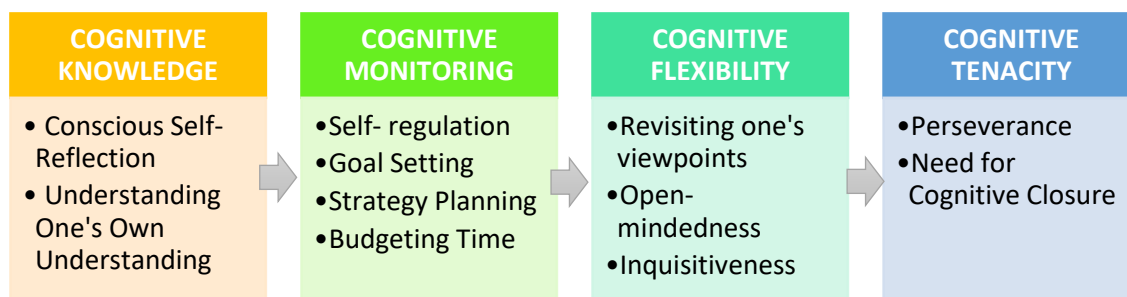 COGNITIVE
KNOWLEDGE
• Conscious Self-
Reflection
• Understanding
One's Own
Understanding
COGNITIVE
MONITORING
•Self- regulation
•Goal Setting
•Strategy Planning
•Budgeting Time
COGNITIVE
FLEXIBILITY
•Revisiting one's
viewpoints
•Open-
mindedness
•Inquisitiveness
COGNITIVE
TENACITY
•Perseverance
•Need for
Cognitive Closure